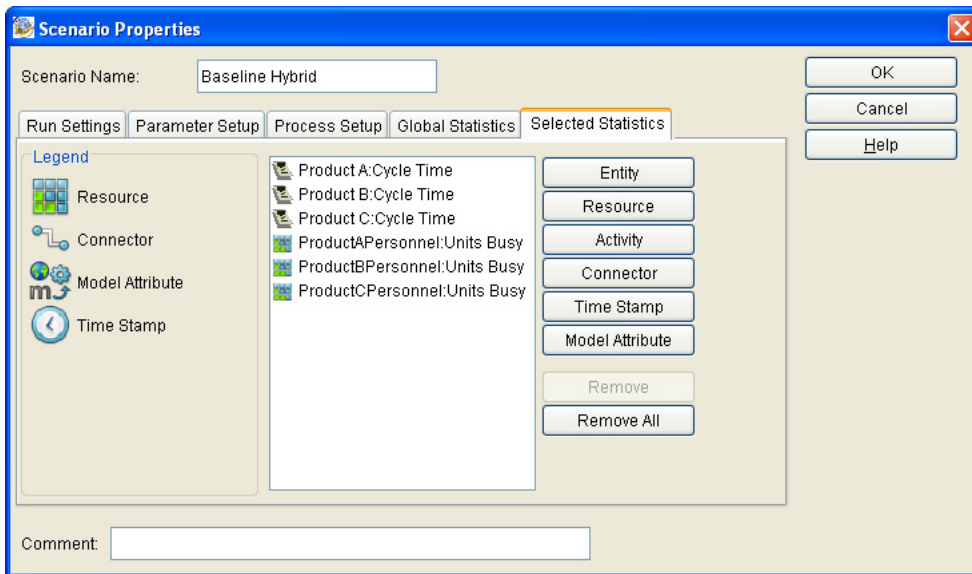 Scenario Properties
Scenario Name: Baseline Hybrid
OK
Cancel
Help
Run Settings Parameter Setup Process Setup Global Statistics Selected Statistics
Legend
Resource
Connector
m
Model Attribute
Time Stamp
Product A:Cycle Time
Product B:Cycle Time
Product C:Cycle Time
ProductAPersonnel:Units Busy
ProductBPersonnel:Units Busy
ProductCPersonnel:Units Busy
Entity
Resource
Activity
Connector
Time Stamp
Model Attribute
Remove
Remove All
Comment: